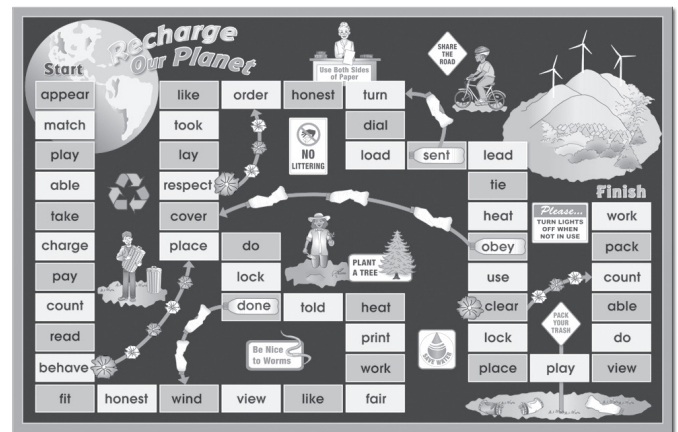 Recharge
Our Planet
Start
appear
match
play
able
take
charge
pay
count
read
behave
fit
honest
wind
view
like
fair
work
print
heat
told
done
lock
do
place
cover
respect
lay
took
like
order
honest
turn
dial
load
sent
lead
tie
heat
obey
use
clear
lock
place
play
view
do
able
count
pack
work
Finish
Use Both Sides
of Paper
SHARE
THE
ROAD
NO
LITTERING
PLANT
A TREE
Please...
TURN LIGHTS
OFF WHEN
NOT IN USE
Be Nice
to Worms
SAVE WATER
PACK
YOUR
TRASH